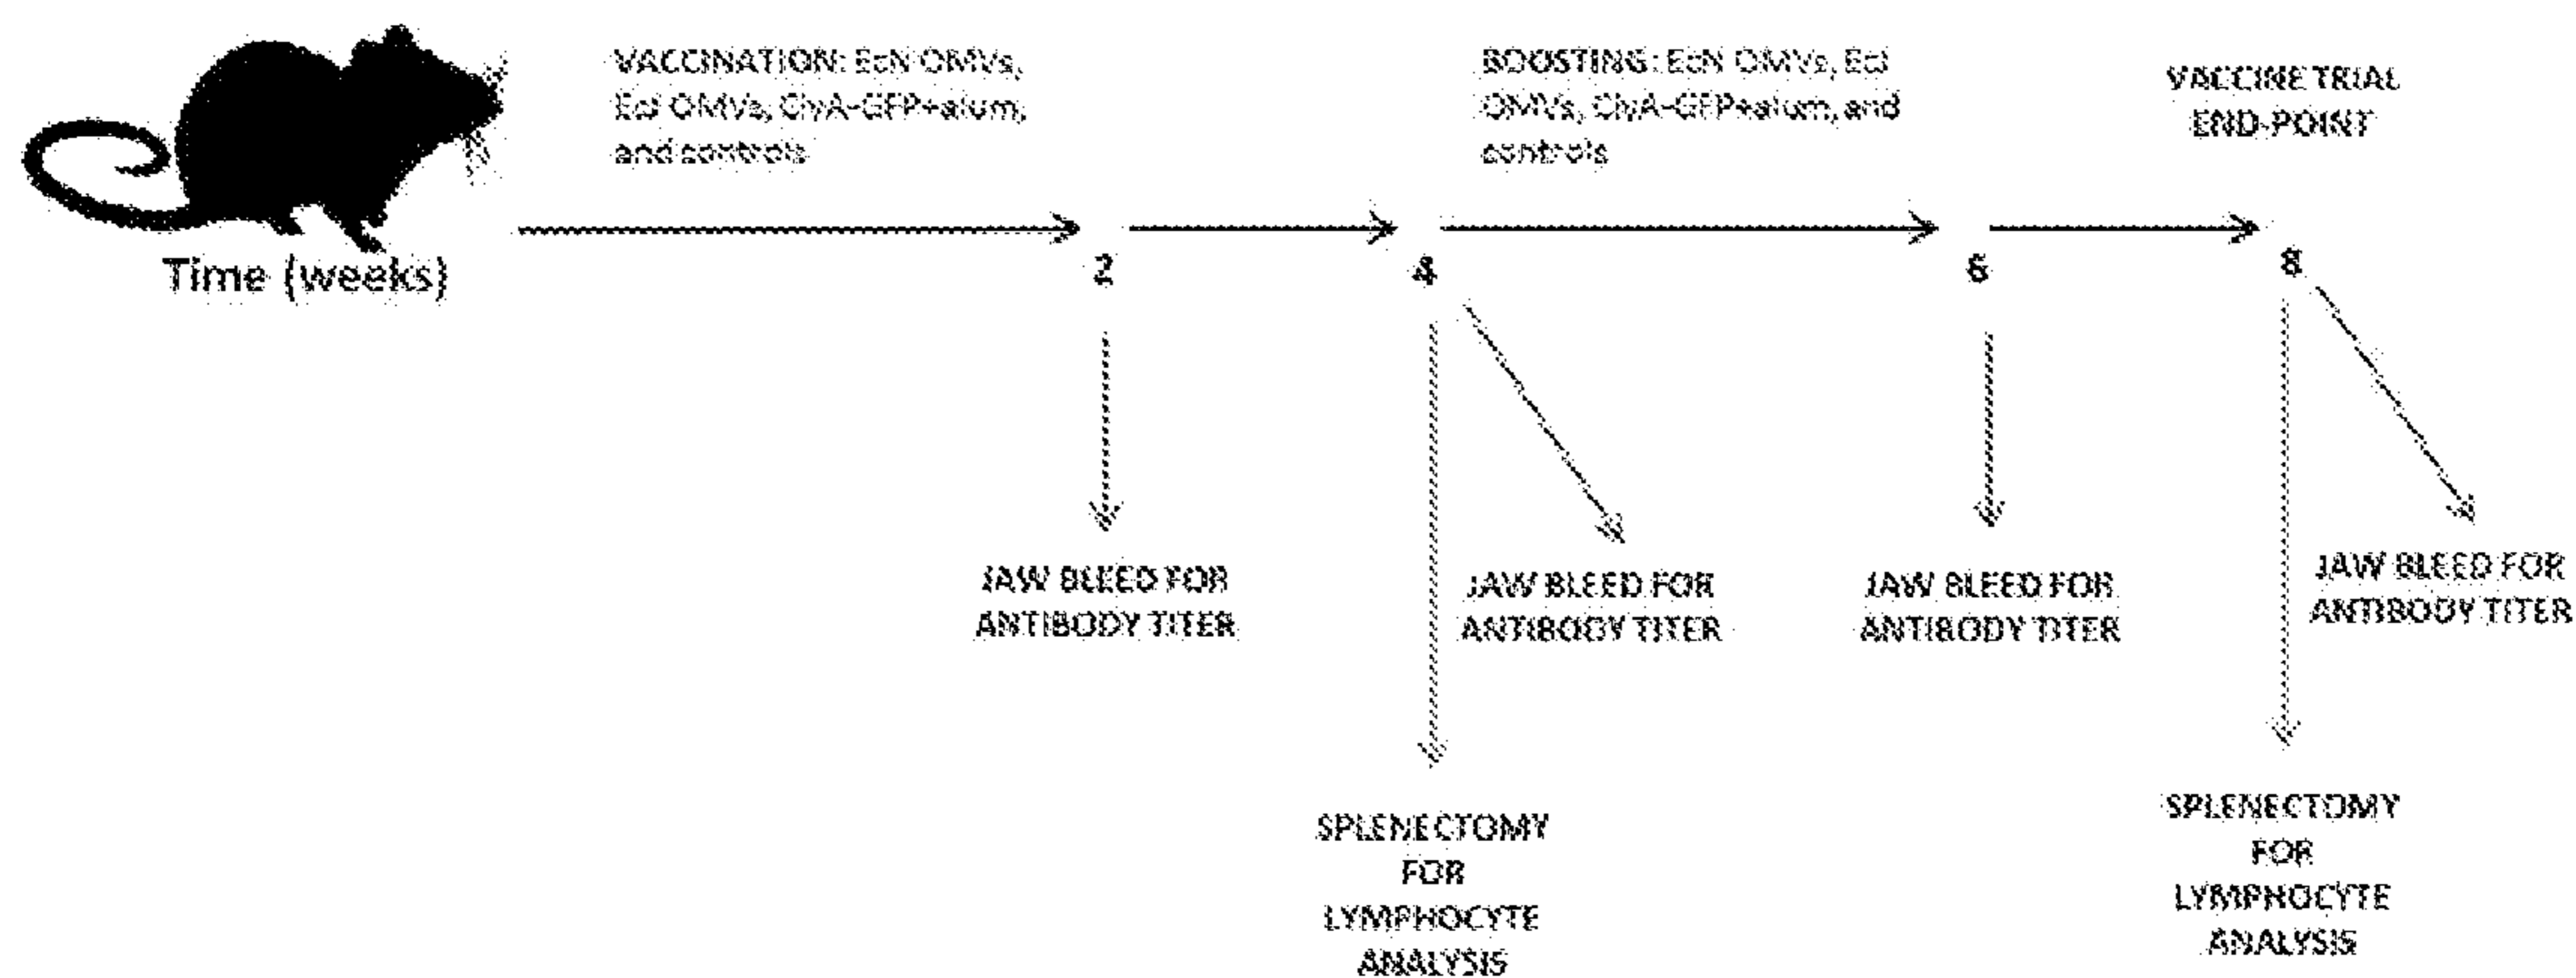 VACCINATION: EcN OMVs,
Ecl OMVs, ClyA-GFP+alum,
and controls
BOOSTING: EcN OMVs, Ecl
OMVs, ClyA-GFP+alum, and
controls
VACCINE TRIAL
END-POINT
Time (weeks)
2
4
6
8
JAW BLEED FOR
ANTIBODY TITER
JAW BLEED FOR
ANTIBODY TITER
JAW BLEED FOR
ANTIBODY TITER
JAW BLEED FOR
ANTIBODY TITER
SPLENECTOMY
FOR
LYMPHOCYTE
ANALYSIS
SPLENECTOMY
FOR
LYMPHOCYTE
ANALYSIS